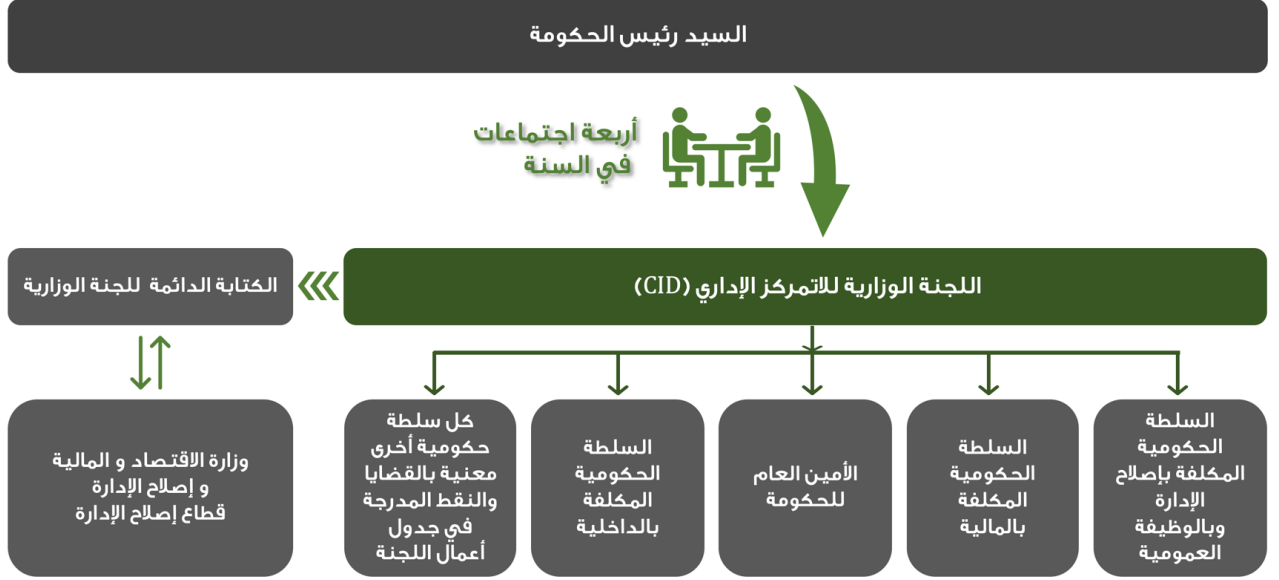 السيد رئيس الحكومة
أربعة اجتماعات
في السنة
اللجنة الوزارية للاتمركز الإداري (CID)
الكتابة الدائمة للجنة الوزارية
السلطة
الحكومية
المكلفة بإصلاح
الإدارة
وبالوظيفة
العمومية
السلطة
الحكومية
المكلفة
بالمالية
الأمين العام
للحكومة
السلطة
الحكومية
المكلفة
بالداخلية
كل سلطة
حكومية أخرى
معنية بالقضايا
والنقط المدرجة
في جدول
أعمال اللجنة
وزارة الاقتصاد و المالية
و إصلاح الإدارة
قطاع إصلاح الإدارة